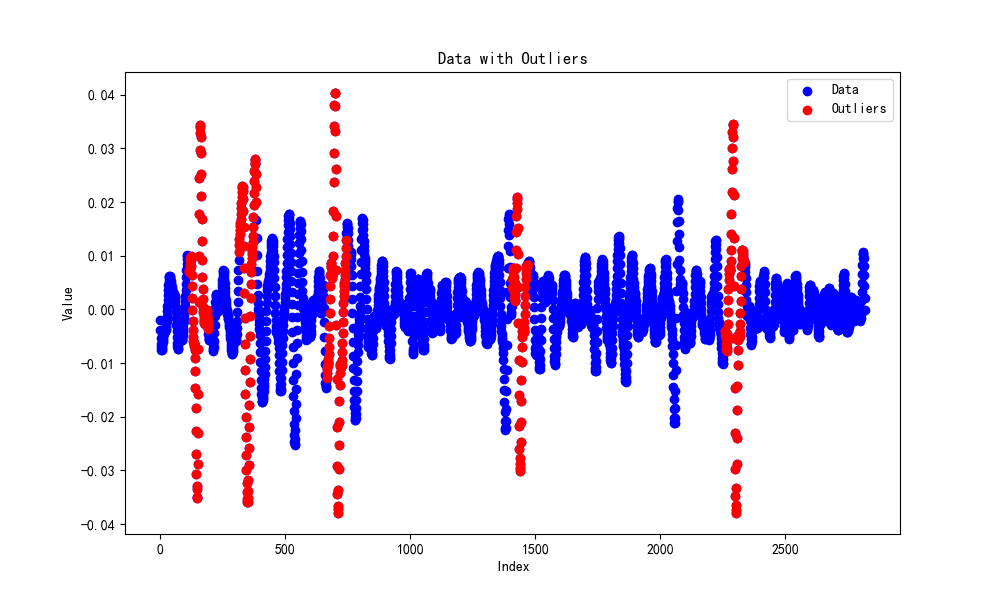 Data with Outliers
Data
Outliers
0.04
0.03
0.02
0.01
0.00
-0.01
-0.02
-0.03
-0.04
Value
0 500 1000 1500 2000 2500
Index